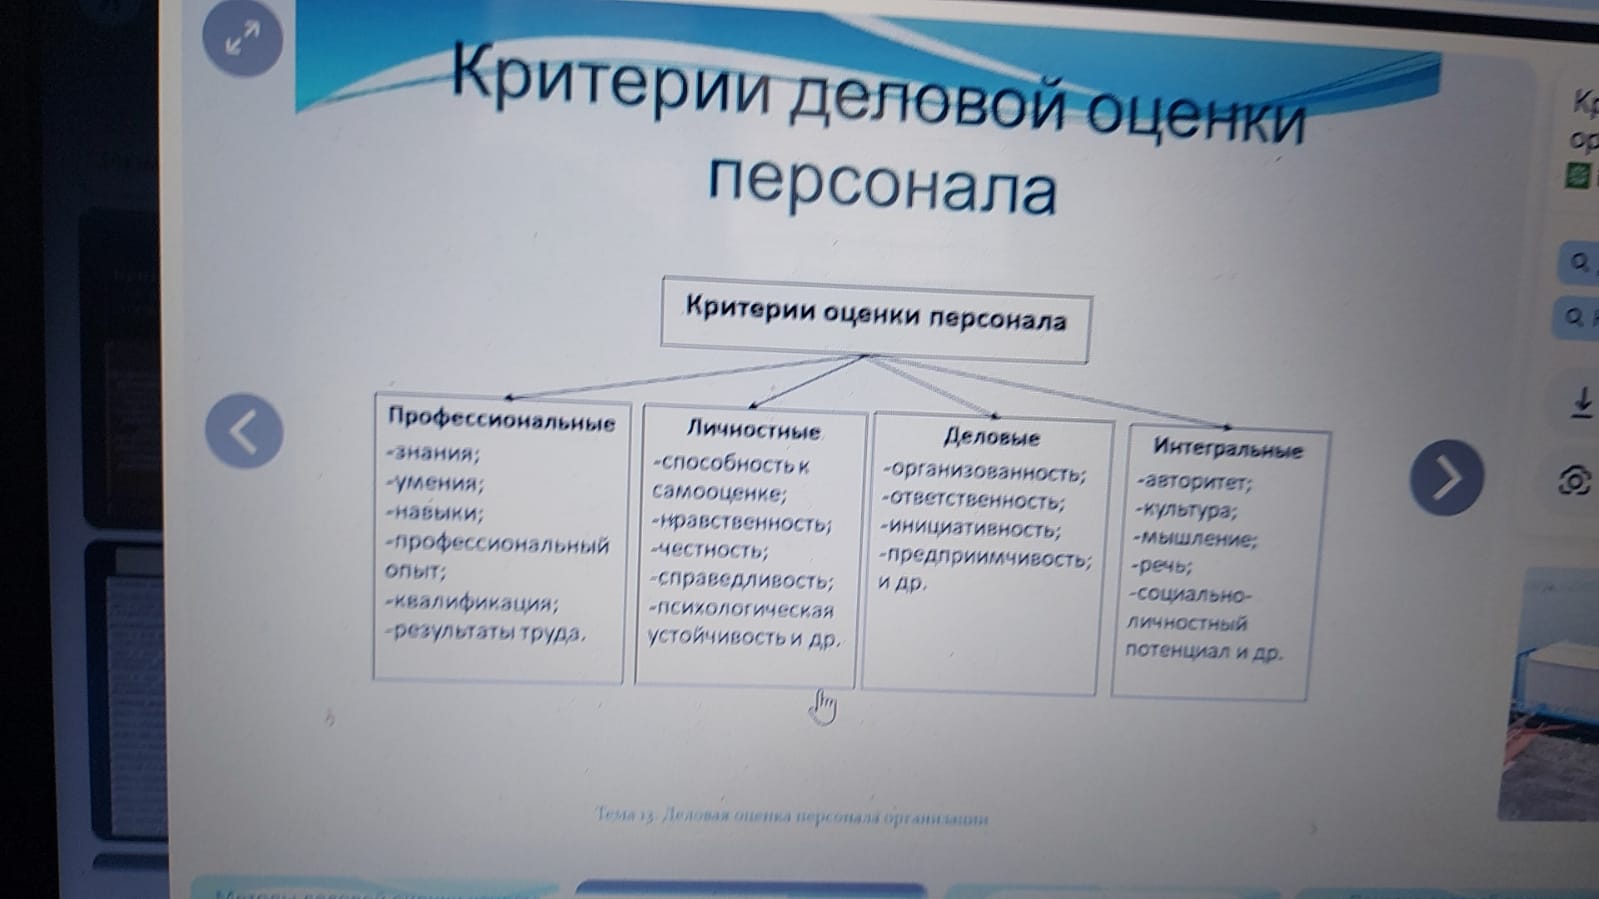 Критерии деловой оценки
персонала
Критерии оценки персонала
Профессиональные
-знания;
-умения;
-навыки;
-профессиональный
опыт;
-квалификация;
-результаты труда.
Личностные
-способность к
самооценке;
-нравственность;
-честность;
-справедливость;
-психологическая
устойчивость и др.
Деловые
-организованность;
-ответственность;
-инициативность;
-предприимчивость;
и др.
Интегральные
-авторитет;
-культура;
-мышление;
-речь;
-социально-
личностный
потенциал и др.
Тема 13. Деловая оценка персонала организации
Кр
ор